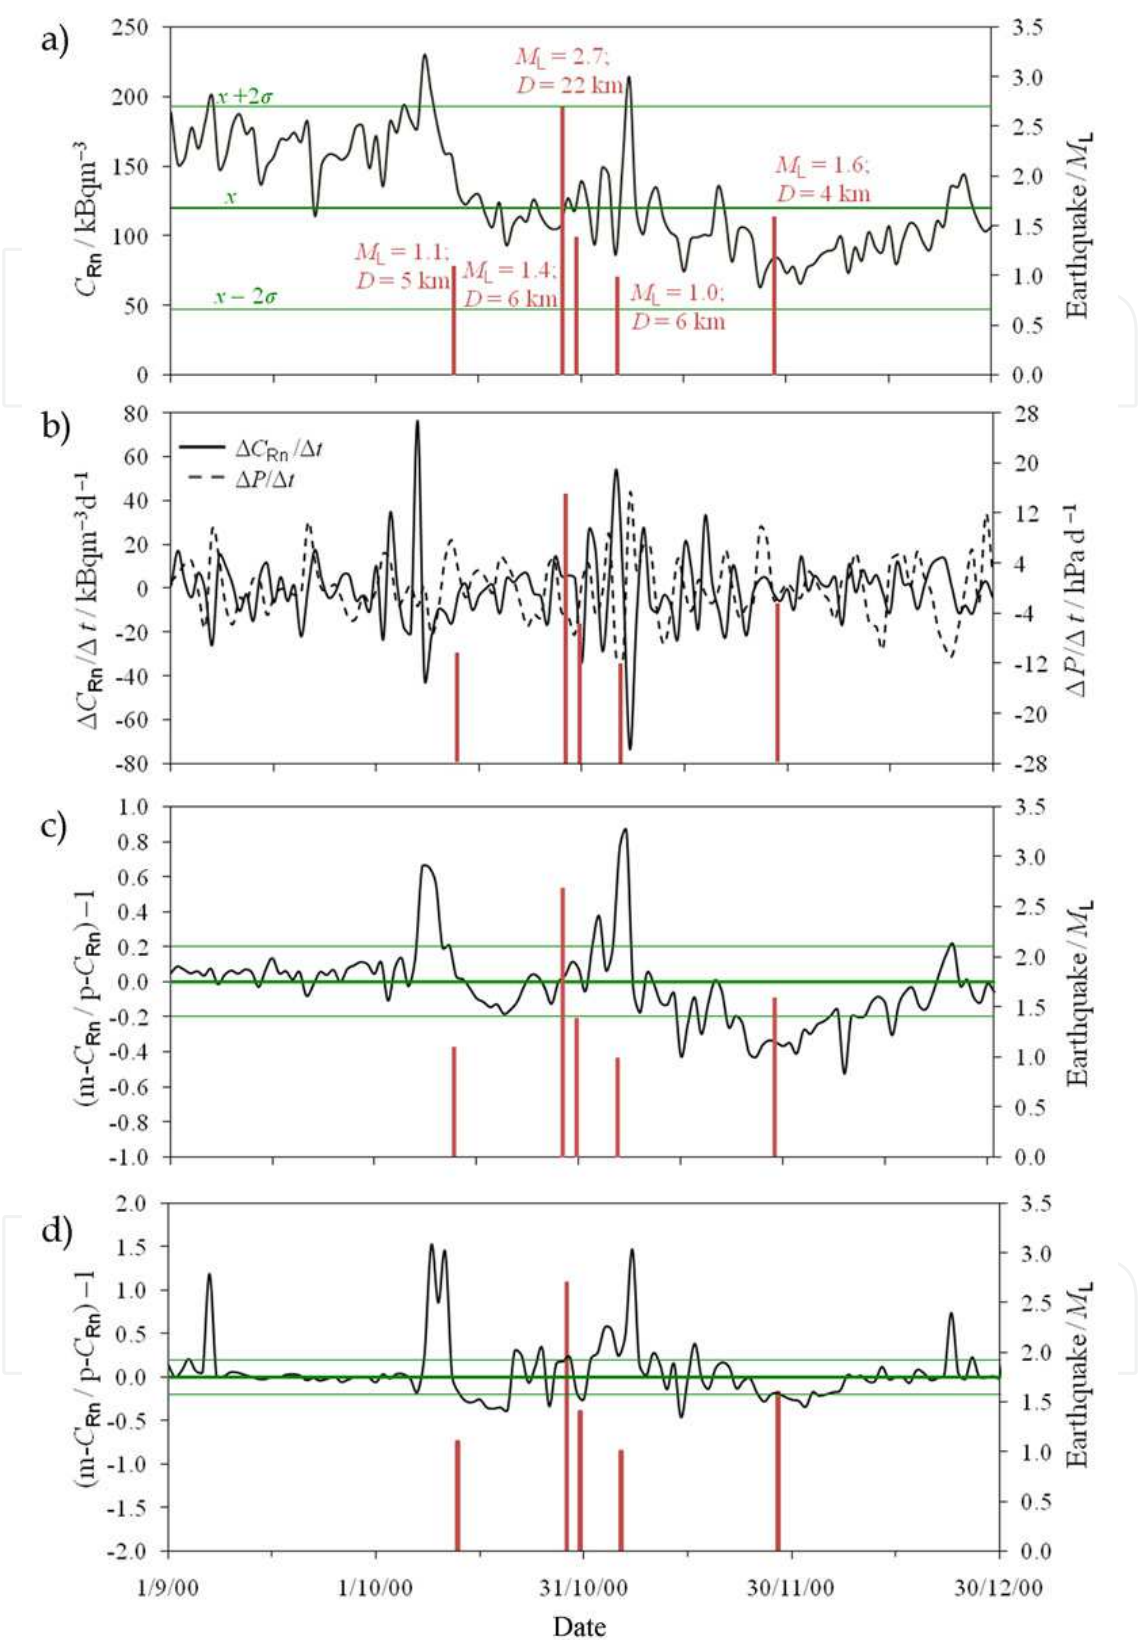 a)
250
200
150
100
50
0
C_Rn / kBqm⁻³
3.5
3.0
2.5
2.0
1.5
1.0
0.5
0.0
Earthquake / M_L
x+2σ
x
x−2σ
M_L = 2.7;
D = 22 km
M_L = 1.6;
D = 4 km
M_L = 1.1;
D = 5 km
M_L = 1.4;
D = 6 km
M_L = 1.0;
D = 6 km
b)
80
60
40
20
0
-20
-40
-60
-80
ΔC_Rn/Δt / kBqm⁻³d⁻¹
ΔC_Rn/Δt
ΔP/Δt
28
20
12
4
-4
-12
-20
-28
ΔP/Δt / hPa d⁻¹
c)
1.0
0.8
0.6
0.4
0.2
0.0
-0.2
-0.4
-0.6
-0.8
-1.0
(m-C_Rn / p-C_Rn) −1
3.5
3.0
2.5
2.0
1.5
1.0
0.5
0.0
Earthquake / M_L
d)
2.0
1.5
1.0
0.5
0.0
-0.5
-1.0
-1.5
-2.0
(m-C_Rn / p-C_Rn) −1
3.5
3.0
2.5
2.0
1.5
1.0
0.5
0.0
Earthquake / M_L
1/9/00 1/10/00 31/10/00 30/11/00 30/12/00
Date